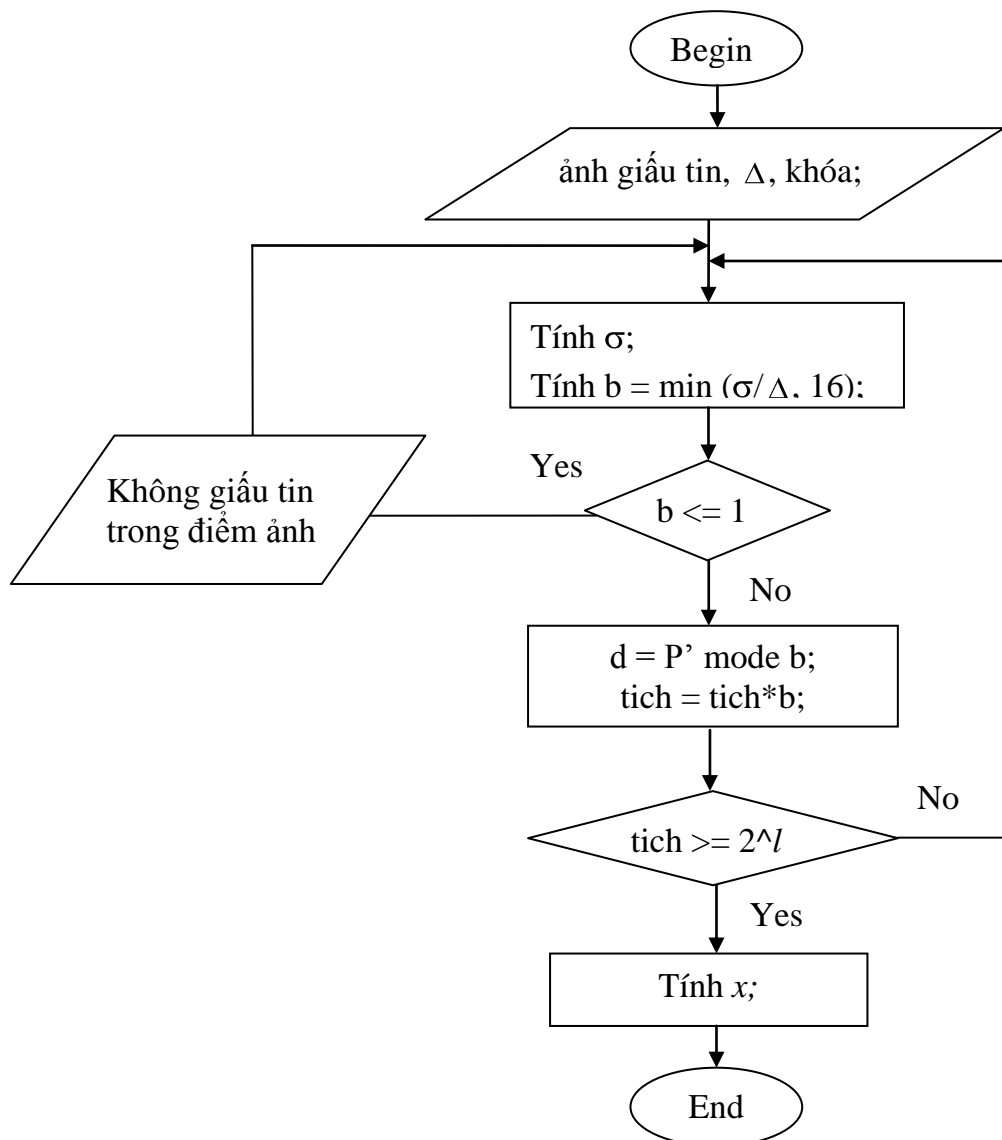 Begin
ảnh giấu tin, Δ, khóa;
Tính σ;
Tính b = min (σ/Δ, 16);
Yes
Không giấu tin
trong điểm ảnh
b <= 1
No
d = P’ mode b;
tich = tich*b;
No
tich >= 2^l
Yes
Tính x;
End